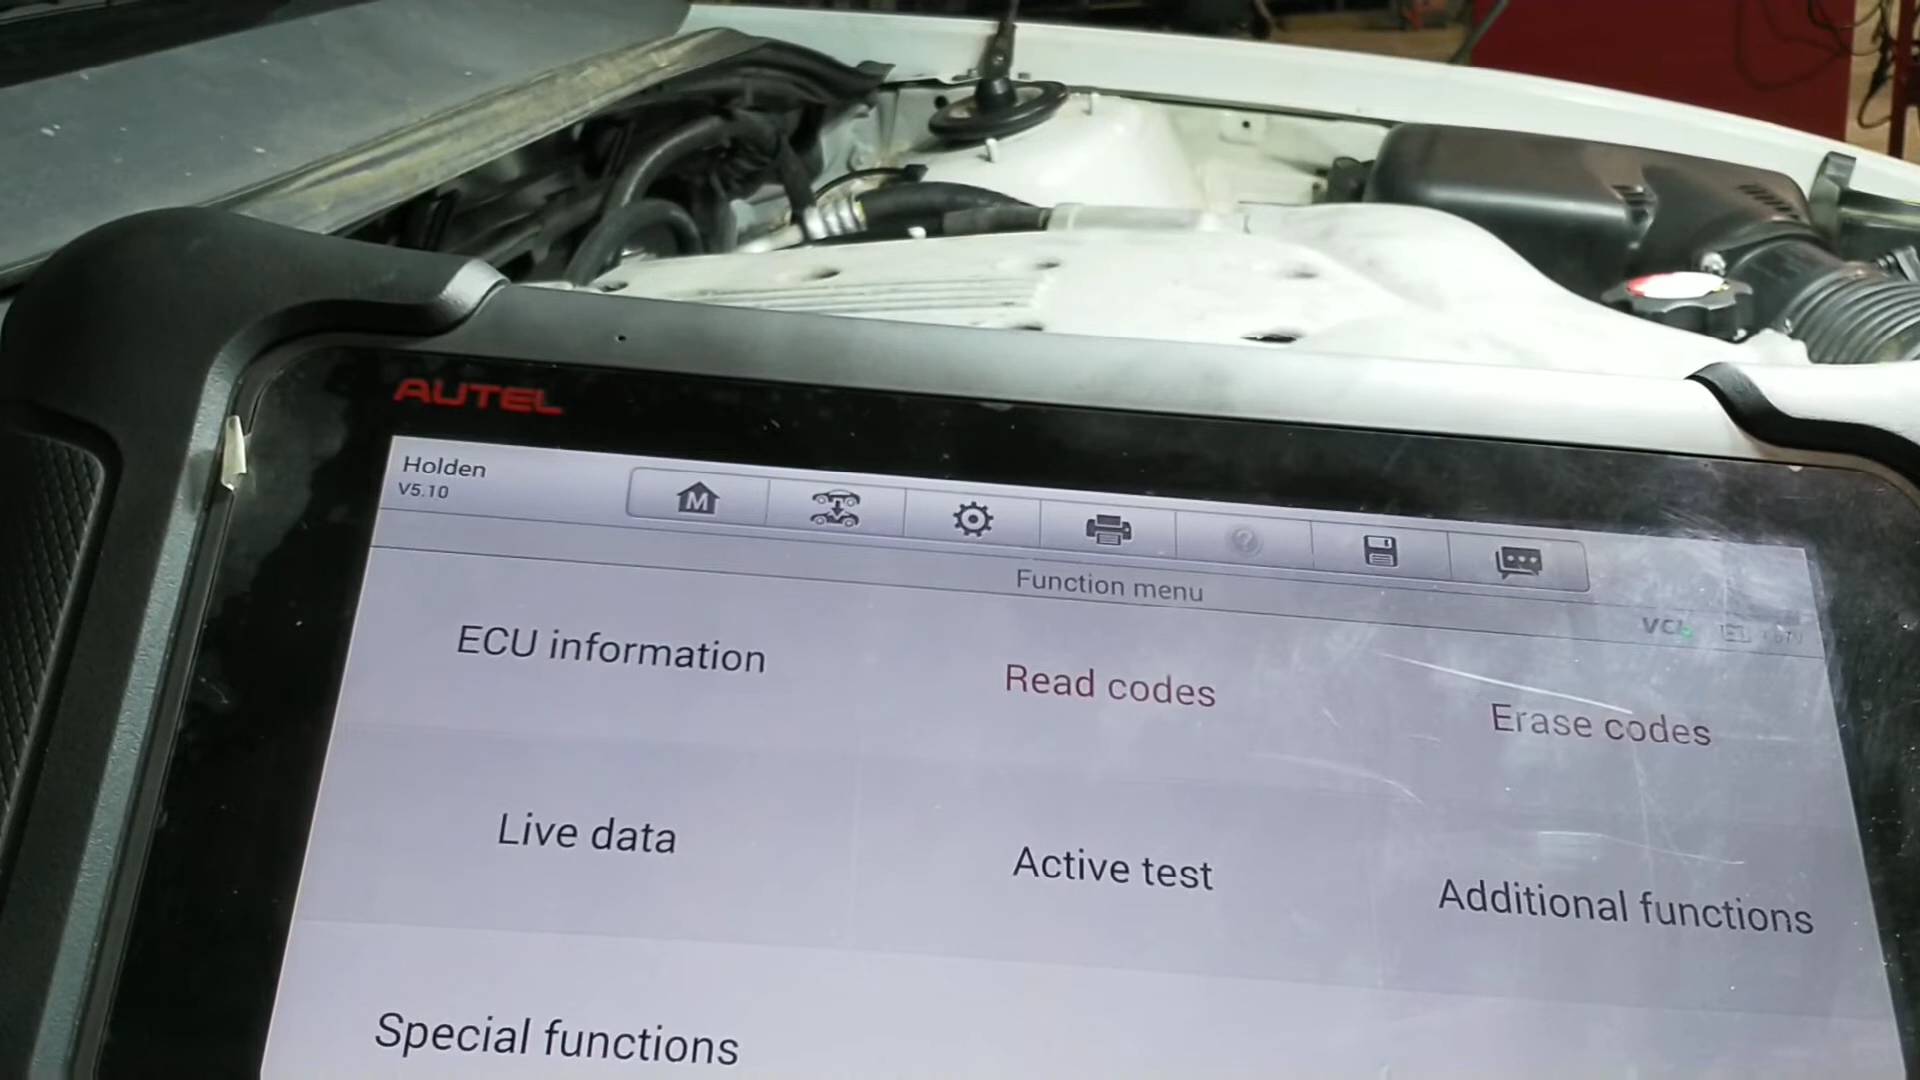 AUTEL
Holden
V5.10
M
?
Function menu
VCI
ECU information
Read codes
Erase codes
Live data
Active test
Additional functions
Special functions